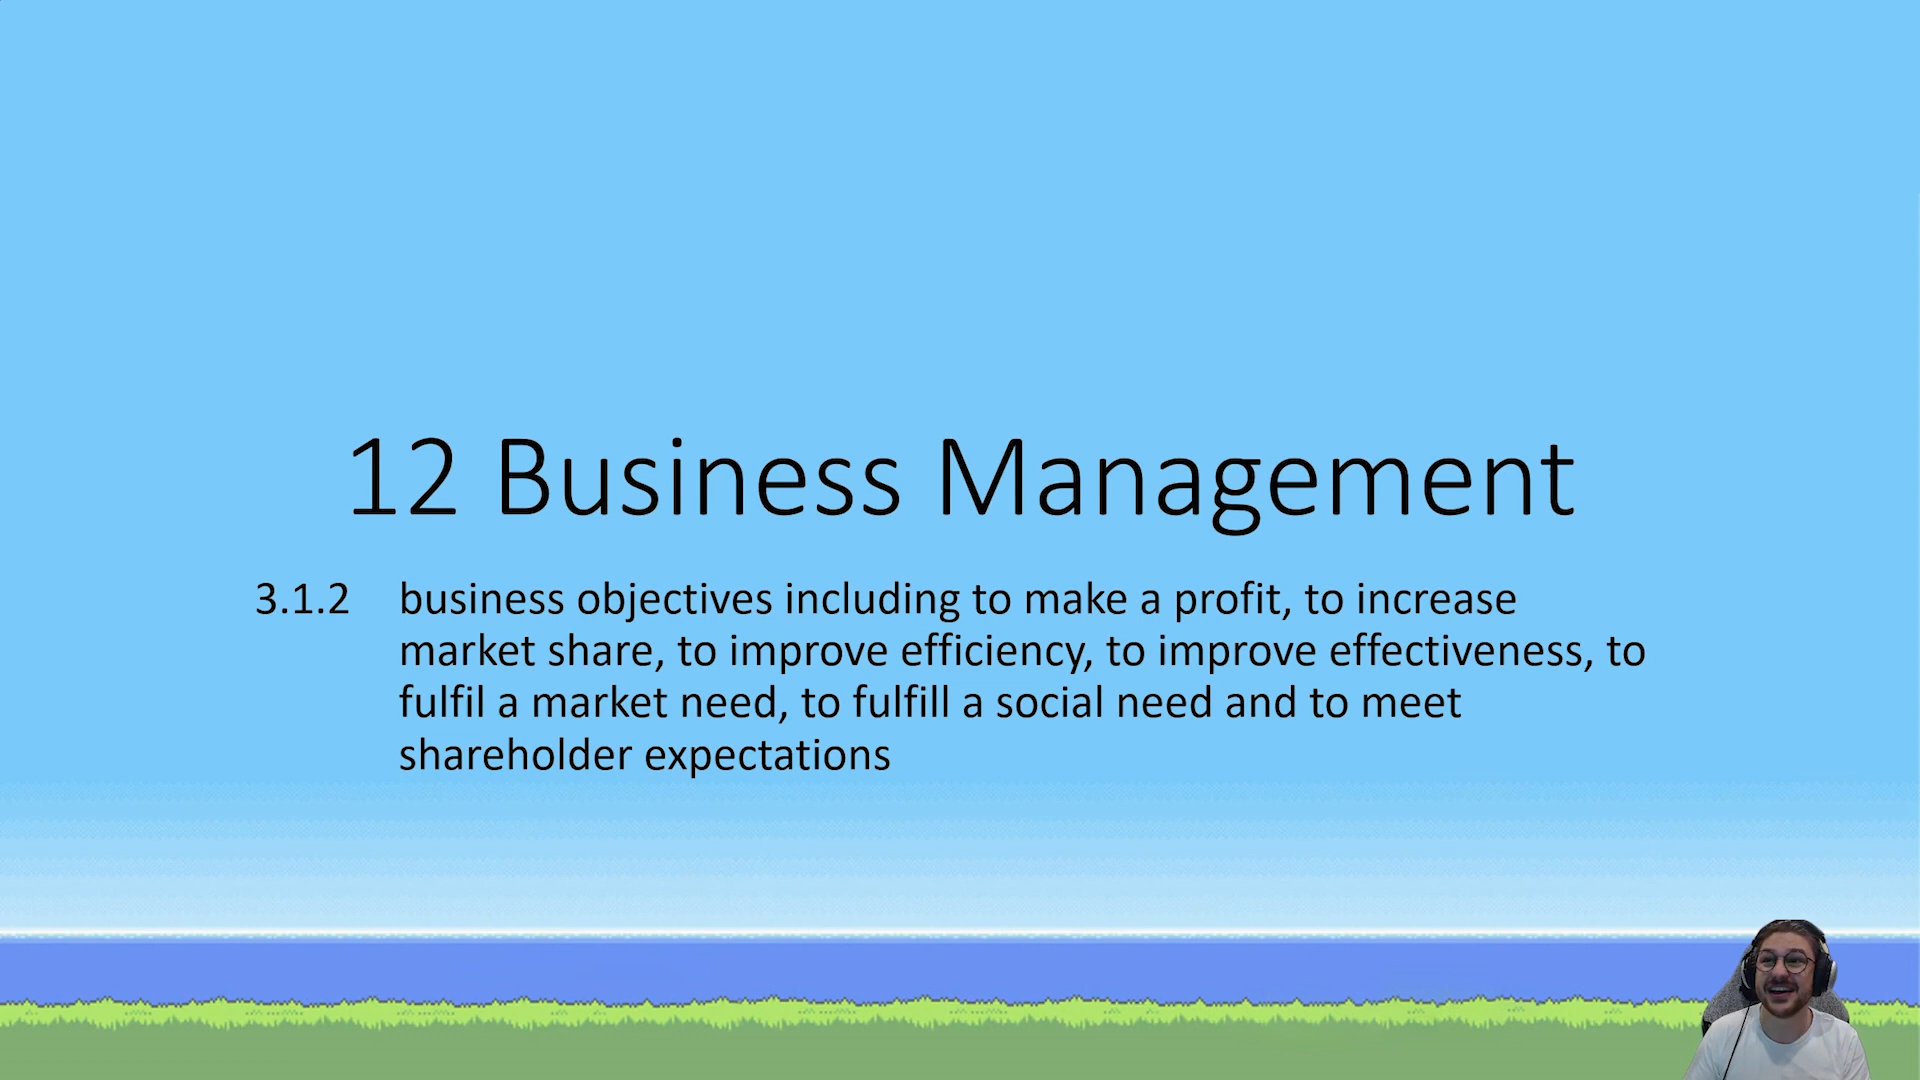 12 Business Management
3.1.2 business objectives including to make a profit, to increase
market share, to improve efficiency, to improve effectiveness, to
fulfil a market need, to fulfill a social need and to meet
shareholder expectations